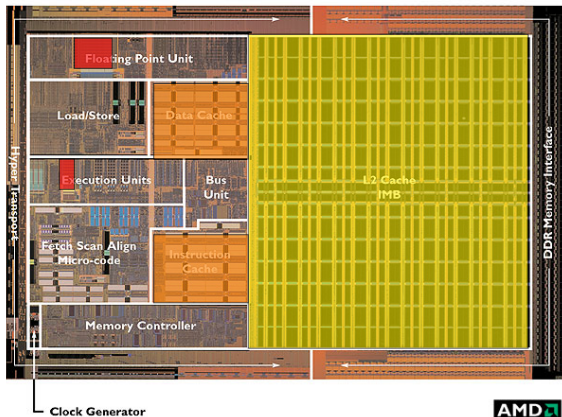 Floating Point Unit
Load/Store
Data Cache
Hyper Transport
Execution Units
Bus
Unit
L2 Cache
1MB
DDR Memory Interface
Fetch Scan Align
Micro-code
Instruction
Cache
Memory Controller
Clock Generator
AMD